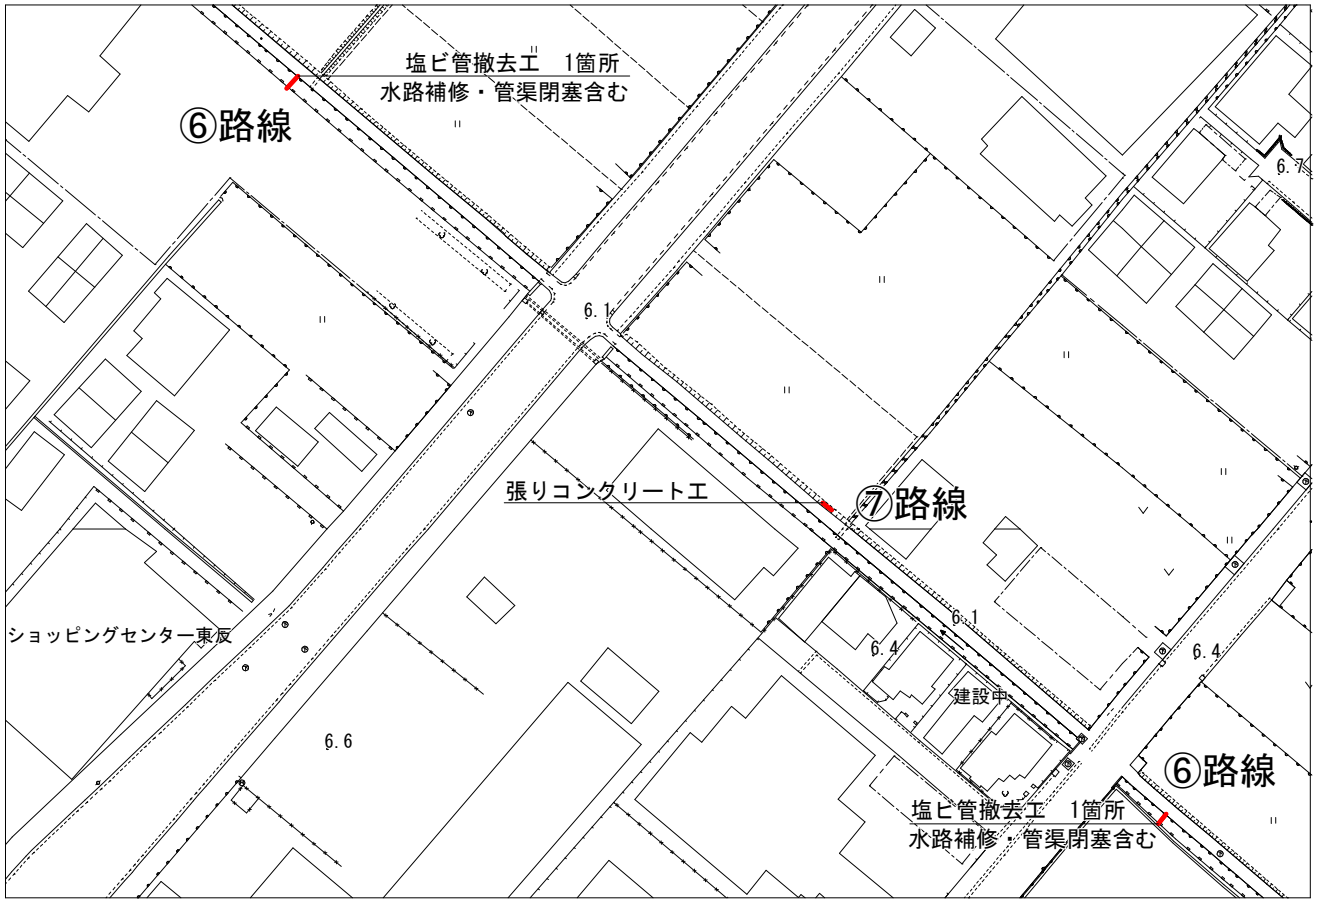 塩ビ管撤去工　1箇所
水路補修・管渠閉塞含む
⑥路線
6.7
6.1
張りコンクリート工
⑦路線
6.1
ショッピングセンター東反
6.4
6.4
建設中
6.6
⑥路線
塩ビ管撤去工　1箇所
水路補修・管渠閉塞含む